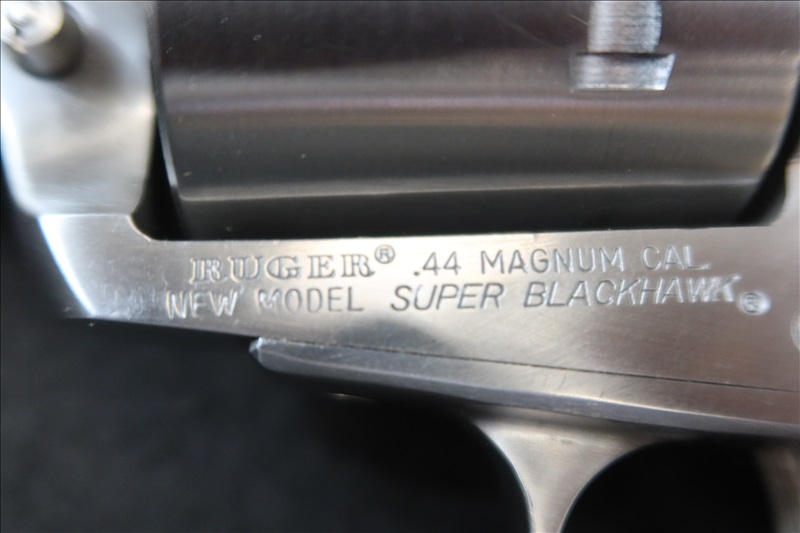 RUGER® .44 MAGNUM CAL.
NEW MODEL SUPER BLACKHAWK®